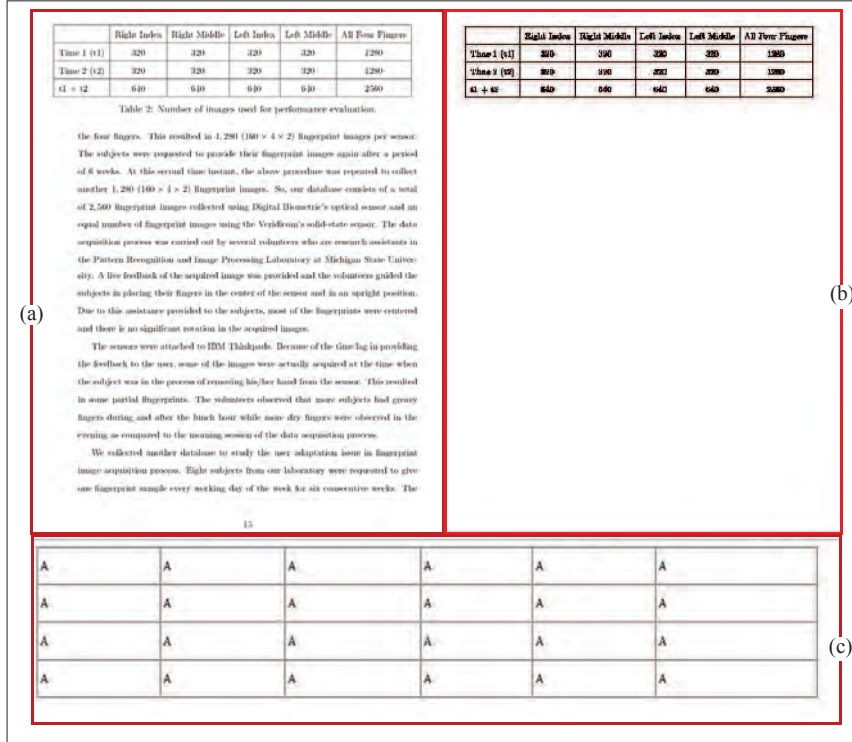 Right Index Right Middle Left Index Left Middle All Four Fingers
Time 1 (t1) 320 320 320 320 1280
Time 2 (t2) 320 320 320 320 1280
t1 + t2 640 640 640 640 2560
Table 2: Number of images used for performance evaluation.
the four fingers. This resulted in 1, 280 (160 × 4 × 2) fingerprint images per sensor.
The subjects were requested to provide their fingerprint images again after a period
of 6 weeks. At this second time instant, the above procedure was repeated to collect
another 1, 280 (160 × 4 × 2) fingerprint images. So, our database consists of a total
of 2,560 fingerprint images collected using Digital Biometric's optical sensor and an
equal number of fingerprint images using the Veridicom's solid-state sensor. The data
acquisition process was carried out by several volunteers who are research assistants in
the Pattern Recognition and Image Processing Laboratory at Michigan State Univer-
sity. A live feedback of the acquired image was provided and the volunteers guided the
subjects in placing their fingers in the center of the sensor and in an upright position.
Due to this assistance provided to the subjects, most of the fingerprints were centered
and there is no significant rotation in the acquired images.
The sensors were attached to IBM Thinkpads. Because of the time lag in providing
the feedback to the user, some of the images were actually acquired at the time when
the subject was in the process of removing his/her hand from the sensor. This resulted
in some partial fingerprints. The volunteers observed that more subjects had greasy
fingers during and after the lunch hour while more dry fingers were observed in the
evening as compared to the morning session of the data acquisition process.
We collected another database to study the user adaptation issue in fingerprint
image acquisition process. Eight subjects from our laboratory were requested to give
one fingerprint sample every working day of the week for six consecutive weeks. The
15
(a)
Right Index Right Middle Left Index Left Middle All Four Fingers
Time 1 (t1) 320 320 320 320 1280
Time 2 (t2) 320 320 320 320 1280
t1 + t2 640 640 640 640 2560
(b)
A A A A A A
A A A A A A
A A A A A A
A A A A A A
(c)